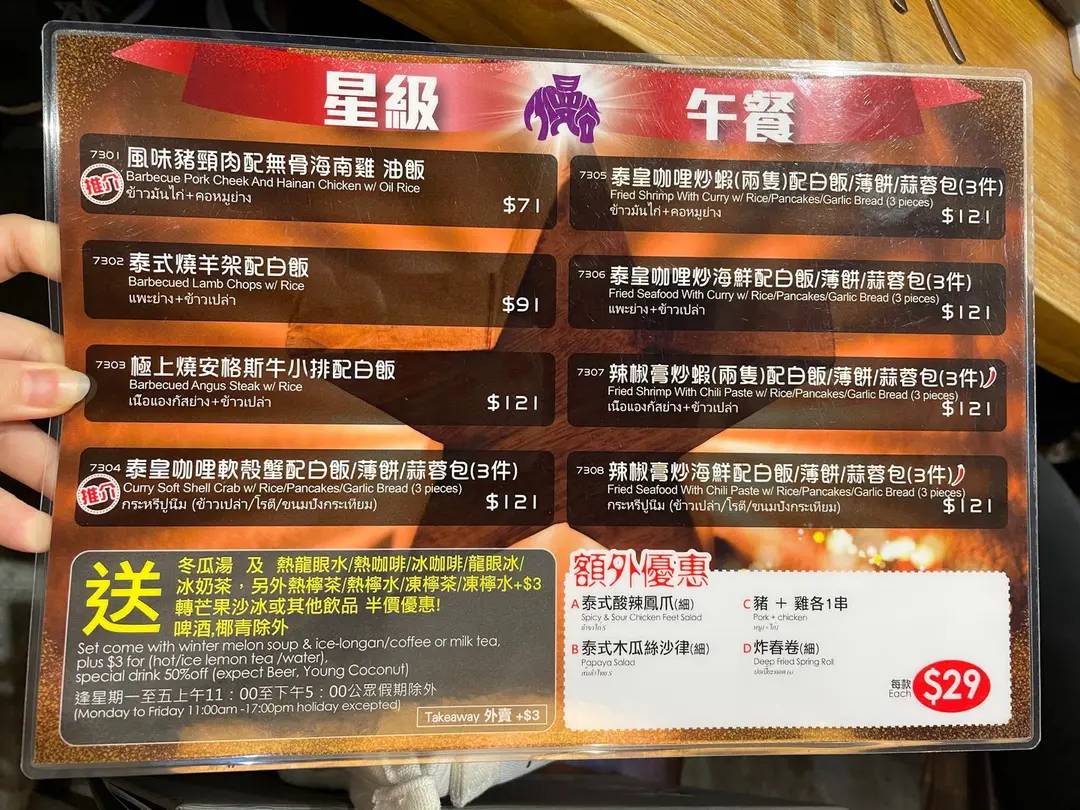 星級
慢谷
午餐
7301 風味豬頸肉配無骨海南雞 油飯
推介
Barbecue Pork Cheek And Hainan Chicken w/ Oil Rice
ข้าวมันไก่+คอหมูย่าง
$71
7302 泰式燒羊架配白飯
Barbecued Lamb Chops w/ Rice
แพะย่าง+ข้าวเปล่า
$91
7303 極上燒安格斯牛小排配白飯
Barbecued Angus Steak w/ Rice
เนื้อแองกัสย่าง+ข้าวเปล่า
$121
7304 泰皇咖哩軟殼蟹配白飯/薄餅/蒜蓉包(3件)
推介
Curry Soft Shell Crab w/ Rice/Pancakes/Garlic Bread (3 pieces)
กระหรี่ปูนิ่ม (ข้าวเปล่า/โรตี/ขนมปังกระเทียม)
$121
7305 泰皇咖哩炒蝦(兩隻)配白飯/薄餅/蒜蓉包(3件)
Fried Shrimp With Curry w/ Rice/Pancakes/Garlic Bread (3 pieces)
ข้าวมันไก่+คอหมูย่าง
$121
7306 泰皇咖哩炒海鮮配白飯/薄餅/蒜蓉包(3件)
Fried Seafood With Curry w/ Rice/Pancakes/Garlic Bread (3 pieces)
แพะย่าง+ข้าวเปล่า
$121
7307 辣椒膏炒蝦(兩隻)配白飯/薄餅/蒜蓉包(3件)
Fried Shrimp With Chili Paste w/ Rice/Pancakes/Garlic Bread (3 pieces)
เนื้อแองกัสย่าง+ข้าวเปล่า
$121
7308 辣椒膏炒海鮮配白飯/薄餅/蒜蓉包(3件)
Fried Seafood With Chili Paste w/ Rice/Pancakes/Garlic Bread (3 pieces)
กระหรี่ปูนิ่ม (ข้าวเปล่า/โรตี/ขนมปังกระเทียม)
$121
送
冬瓜湯 及 熱龍眼水/熱咖啡/冰咖啡/龍眼冰/
冰奶茶，另外熱檸茶/熱檸水/凍檸茶/凍檸水+$3
轉芒果沙冰或其他飲品 半價優惠!
啤酒,椰青除外
Set come with winter melon soup & ice-longan/coffee or milk tea,
plus $3 for (hot/ice lemon tea /water),
special drink 50%off (expect Beer, Young Coconut)
逢星期一至五上午11：00至下午5：00公眾假期除外
(Monday to Friday 11:00am -17:00pm holiday excepted)
Takeaway 外賣 +$3
額外優惠
A 泰式酸辣鳳爪(細)
Spicy & Sour Chicken Feet Salad
B 泰式木瓜絲沙律(細)
Papaya Salad
C 豬 + 雞各1串
Pork + chicken
D 炸春卷(細)
Deep Fried Spring Roll
每款
Each $29